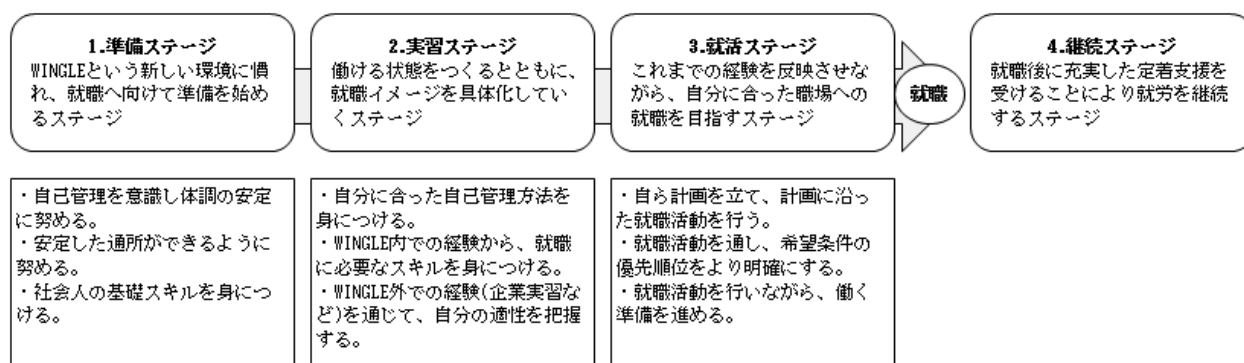 1.準備ステージ
WINGLEという新しい環境に慣
れ、就職へ向けて準備を始め
るステージ
2.実習ステージ
働ける状態をつくるとともに、
就職イメージを具体化してい
くステージ
3.就活ステージ
これまでの経験を反映させな
がら、自分に合った職場への
就職を目指すステージ
就職
4.継続ステージ
就職後に充実した定着支援を
受けることにより就労を継続
するステージ
・自己管理を意識し体調の安定
に努める。
・安定した通所ができるように
努める。
・社会人の基礎スキルを身につ
ける。
・自分に合った自己管理方法を
身につける。
・WINGLE内での経験から、就職
に必要なスキルを身につける。
・WINGLE外での経験(企業実習な
ど)を通じて、自分の適性を把握
する。
・自ら計画を立て、計画に沿っ
た就職活動を行う。
・就職活動を通し、希望条件の
優先順位をより明確にする。
・就職活動を行いながら、働く
準備を進める。